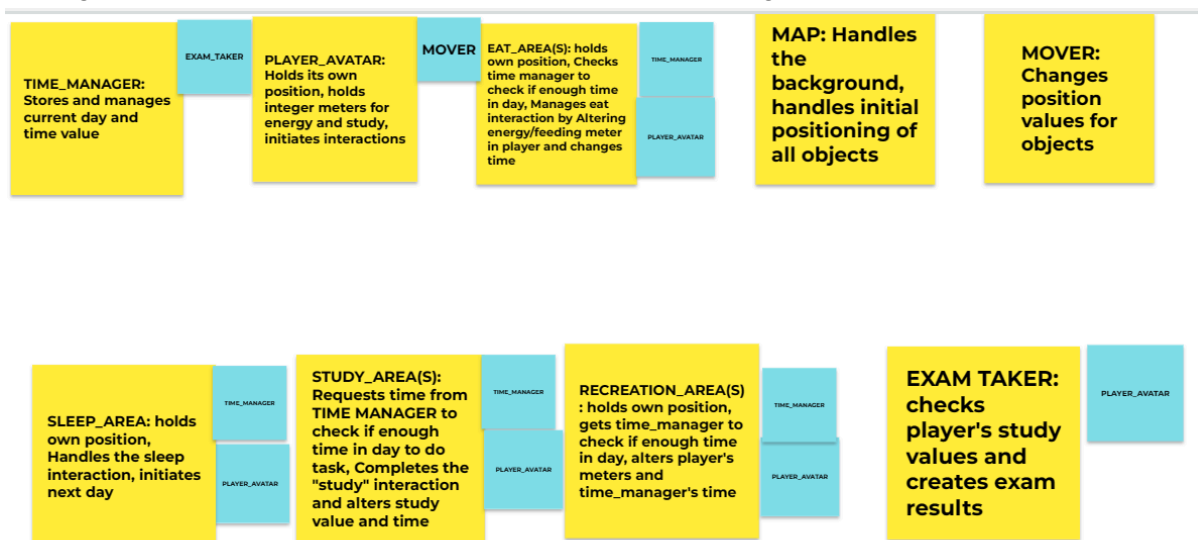 TIME_MANAGER:
Stores and manages
current day and
time value
EXAM_TAKER
PLAYER_AVATAR:
Holds its own
position, holds
integer meters for
energy and study,
initiates interactions
MOVER
EAT_AREA(S): holds
own position, Checks
time manager to
check if enough time
in day, Manages eat
interaction by Altering
energy/feeding meter
in player and changes
time
TIME_MANAGER
PLAYER_AVATAR
MAP: Handles
the
background,
handles initial
positioning of
all objects
MOVER:
Changes
position
values for
objects
SLEEP_AREA: holds
own position,
Handles the sleep
interaction, initiates
next day
TIME_MANAGER
PLAYER_AVATAR
STUDY_AREA(S):
Requests time from
TIME MANAGER to
check if enough
time in day to do
task, Completes the
"study" interaction
and alters study
value and time
TIME_MANAGER
PLAYER_AVATAR
RECREATION_AREA(S)
: holds own position,
gets time_manager to
check if enough time
in day, alters player's
meters and
time_manager's time
TIME_MANAGER
PLAYER_AVATAR
EXAM TAKER:
checks
player's study
values and
creates exam
results
PLAYER_AVATAR